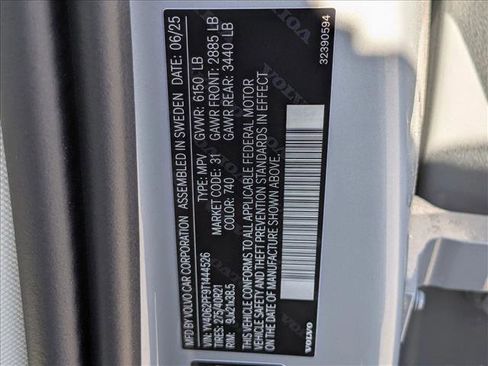 MFD BY VOLVO CAR CORPORATION ASSEMBLED IN SWEDEN DATE: 06/25
TYPE: MPV GVWR: 6150 LB
MARKET CODE: 31 GAWR FRONT: 2885 LB
COLOR: 740 GAWR REAR: 3440 LB
VIN: YV4062PF9T1444526
TIRES: 275/40R21
RIM: 9Jx21x38.5
THIS VEHICLE CONFORMS TO ALL APPLICABLE FEDERAL MOTOR
VEHICLE SAFETY AND THEFT PREVENTION STANDARDS IN EFFECT
ON THE DATE OF MANUFACTURE SHOWN ABOVE.
VOLVO
32390594